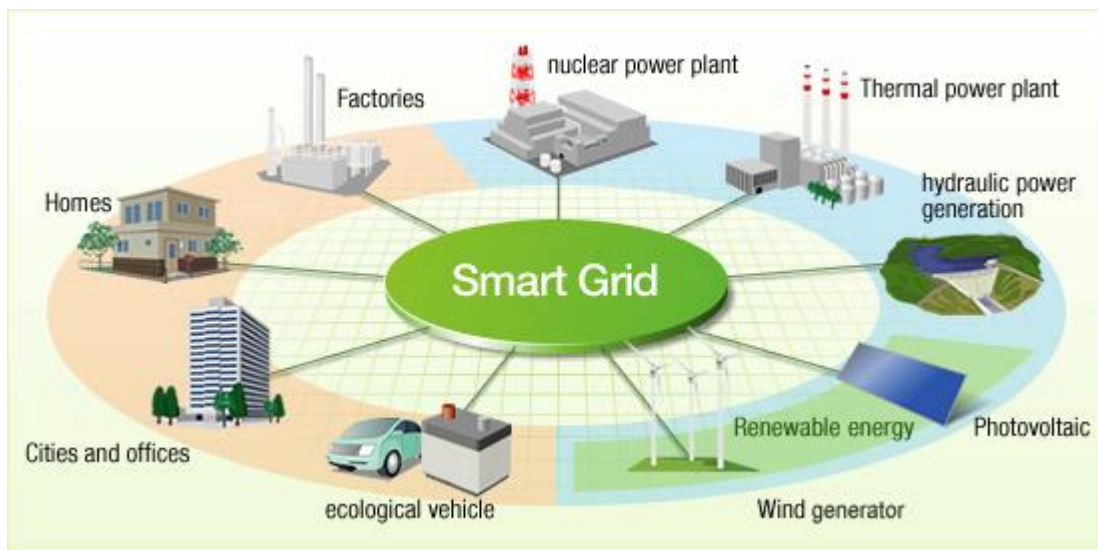 nuclear power plant
Factories
Thermal power plant
Homes
hydraulic power
generation
Smart Grid
Renewable energy
Photovoltaic
Cities and offices
ecological vehicle
Wind generator